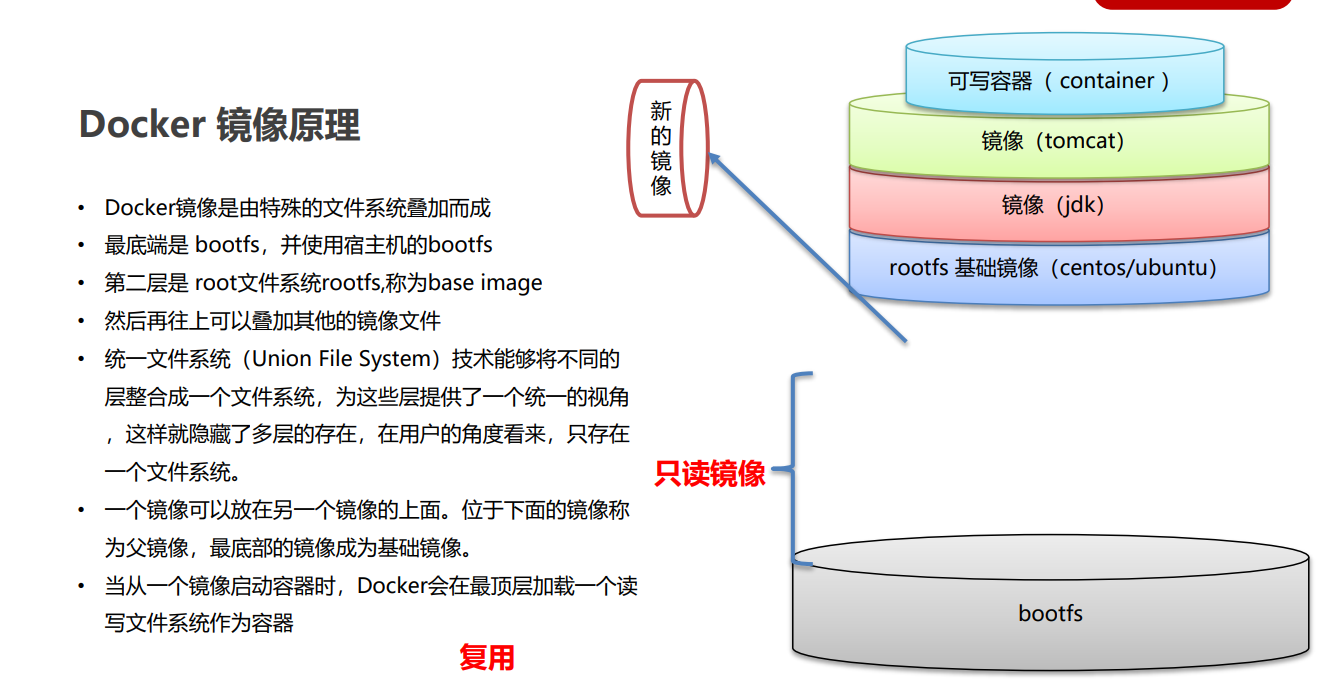 Docker 镜像原理
• Docker镜像是由特殊的文件系统叠加而成
• 最底端是 bootfs，并使用宿主机的bootfs
• 第二层是 root文件系统rootfs,称为base image
• 然后再往上可以叠加其他的镜像文件
• 统一文件系统（Union File System）技术能够将不同的
层整合成一个文件系统，为这些层提供了一个统一的视角
，这样就隐藏了多层的存在，在用户的角度看来，只存在
一个文件系统。
• 一个镜像可以放在另一个镜像的上面。位于下面的镜像称
为父镜像，最底部的镜像成为基础镜像。
• 当从一个镜像启动容器时，Docker会在最顶层加载一个读
写文件系统作为容器
复用
新
的
镜
像
可写容器（ container ）
镜像（tomcat）
镜像（jdk）
rootfs 基础镜像（centos/ubuntu）
只读镜像
bootfs